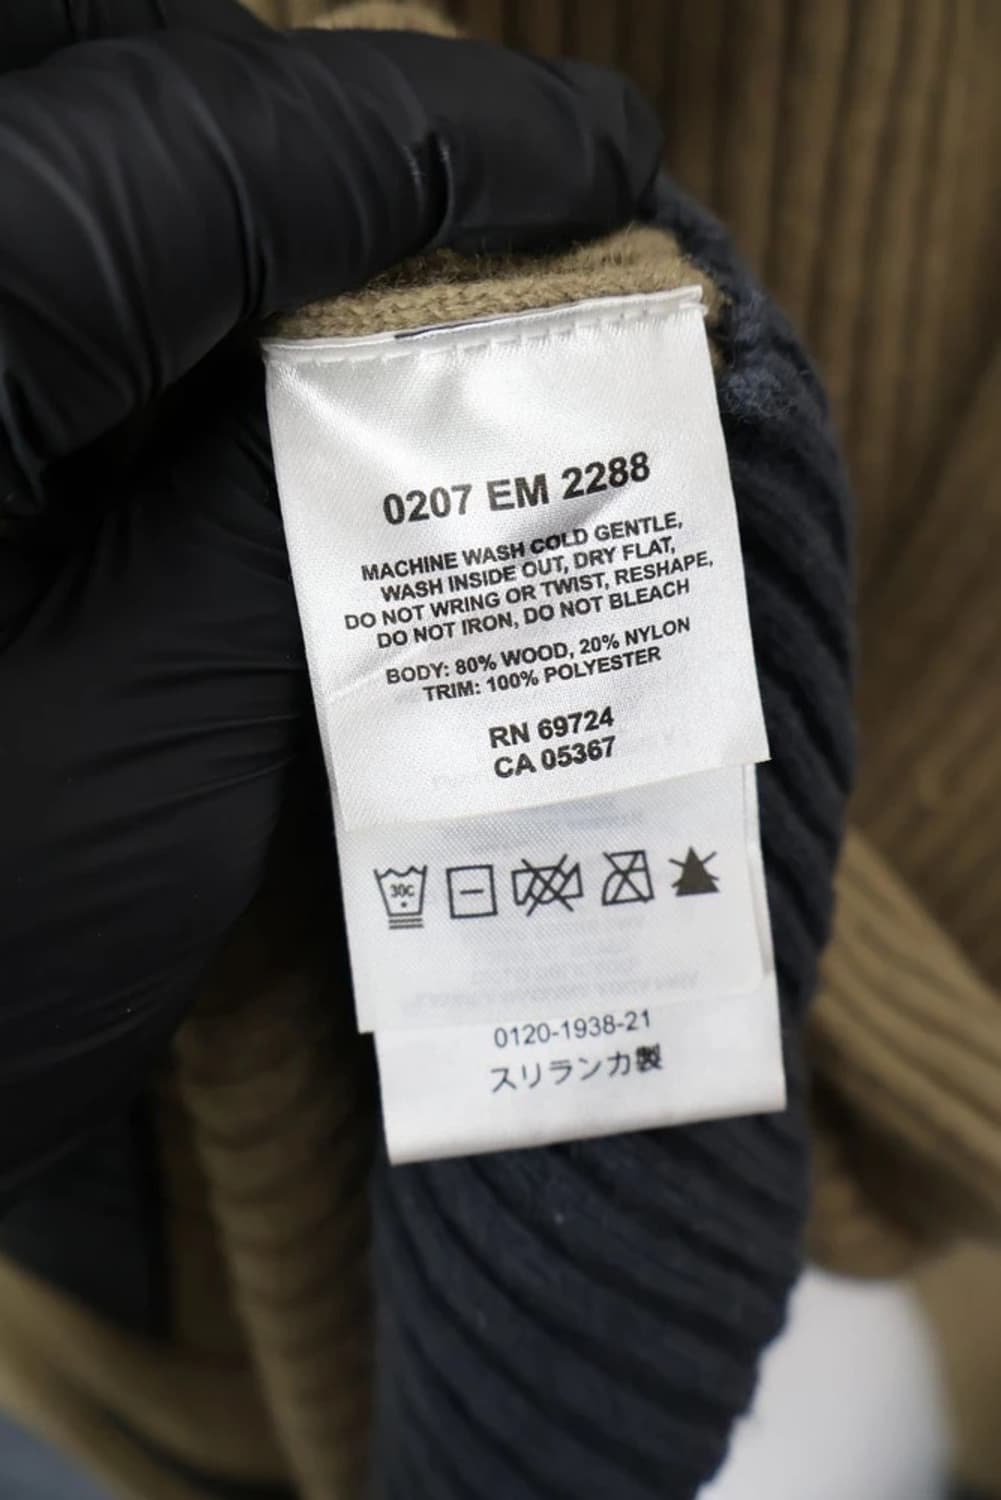 0207 EM 2288
MACHINE WASH COLD GENTLE,
WASH INSIDE OUT, DRY FLAT,
DO NOT WRING OR TWIST, RESHAPE,
DO NOT IRON, DO NOT BLEACH
BODY: 80% WOOD, 20% NYLON
TRIM: 100% POLYESTER
RN 69724
CA 05367
30C
0120-1938-21
スリランカ製